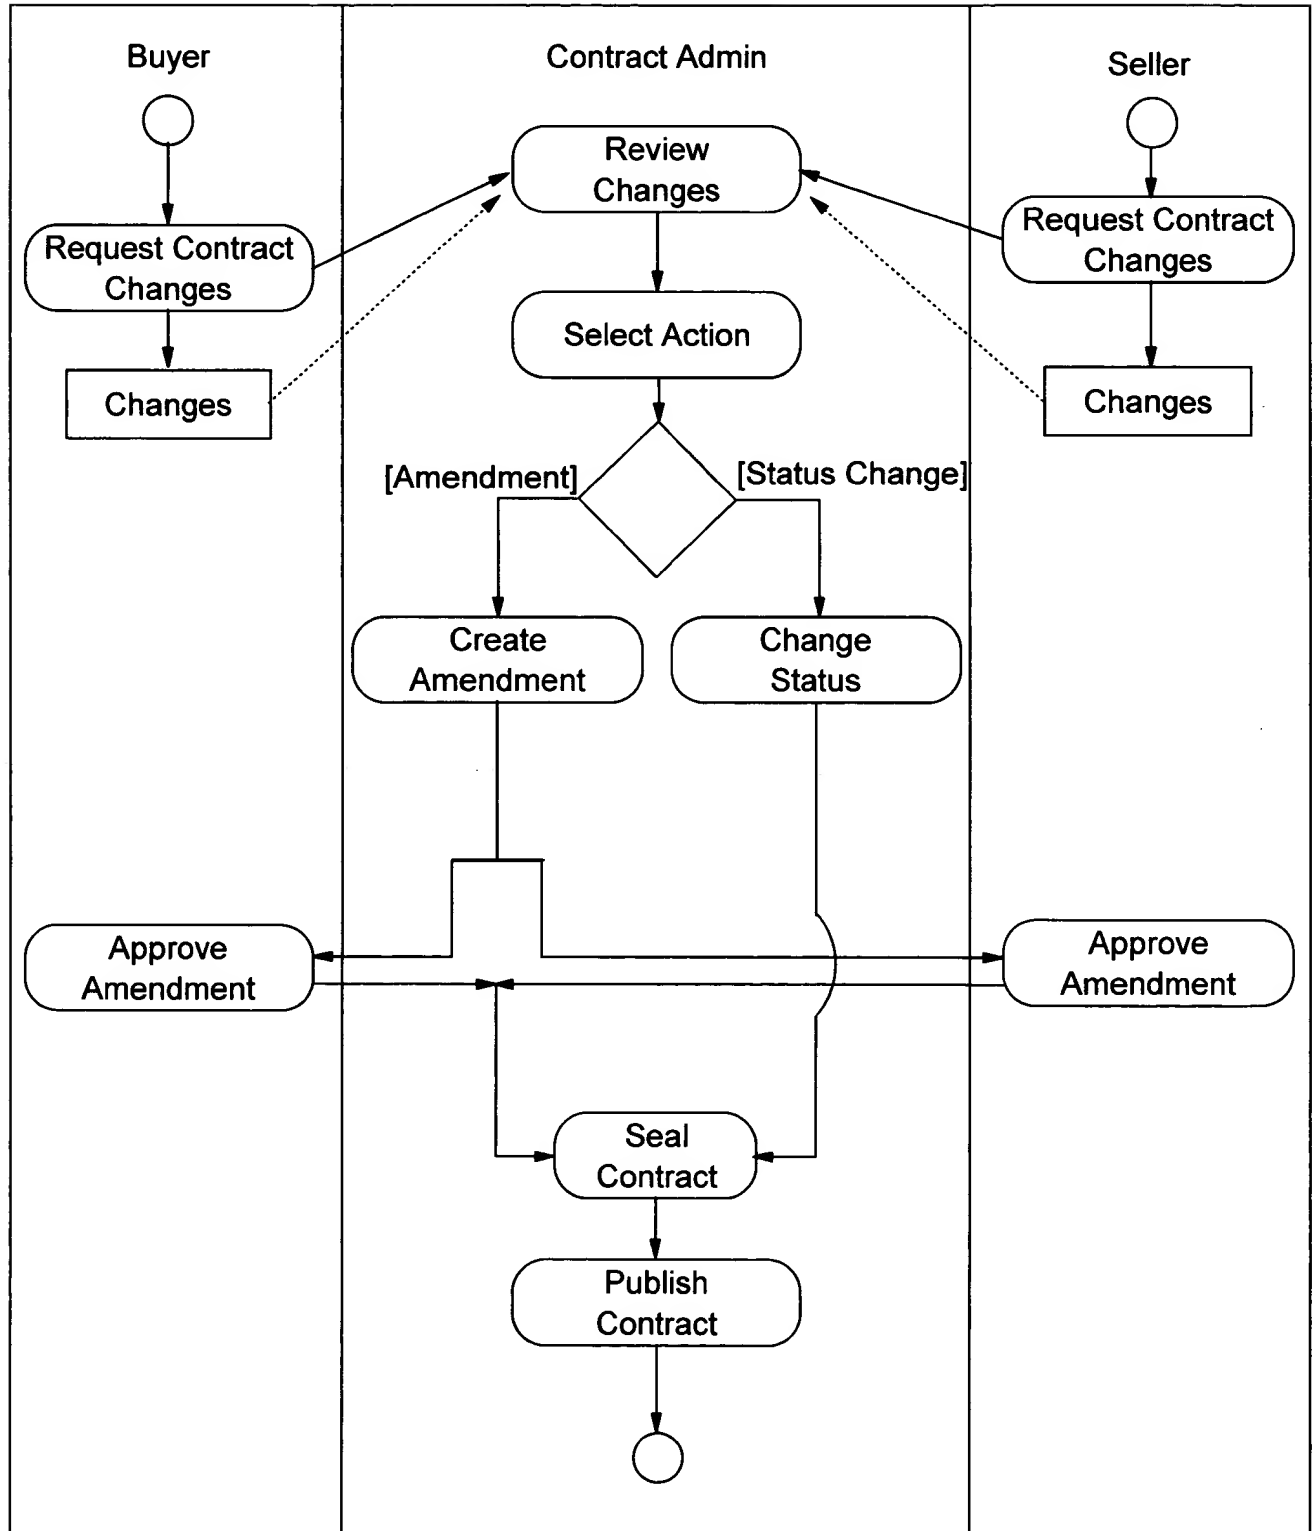 Buyer
Contract Admin
Seller
Review
Changes
Request Contract
Changes
Request Contract
Changes
Select Action
Changes
Changes
[Amendment]
[Status Change]
Create
Amendment
Change
Status
Approve
Amendment
Approve
Amendment
Seal
Contract
Publish
Contract